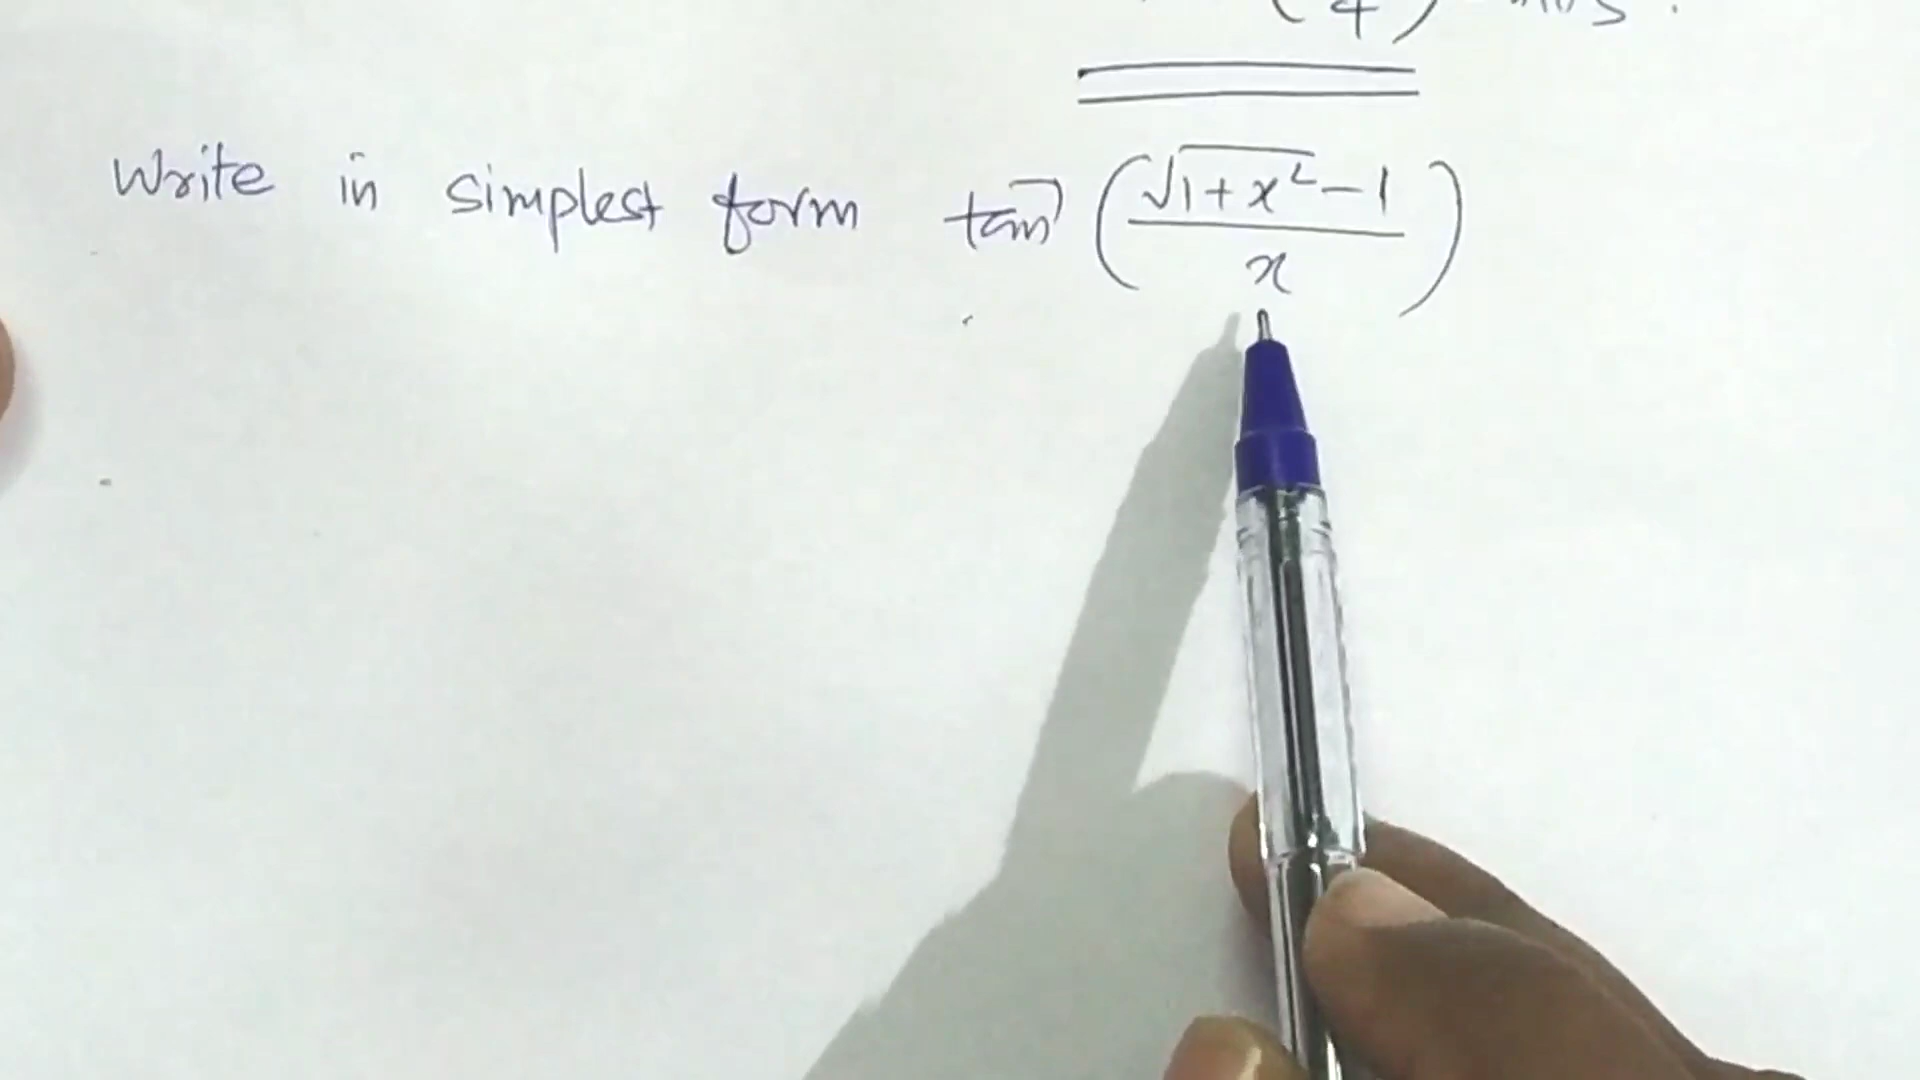 Write in simplest form tan⁻¹ (√(1+x²) - 1 / x)